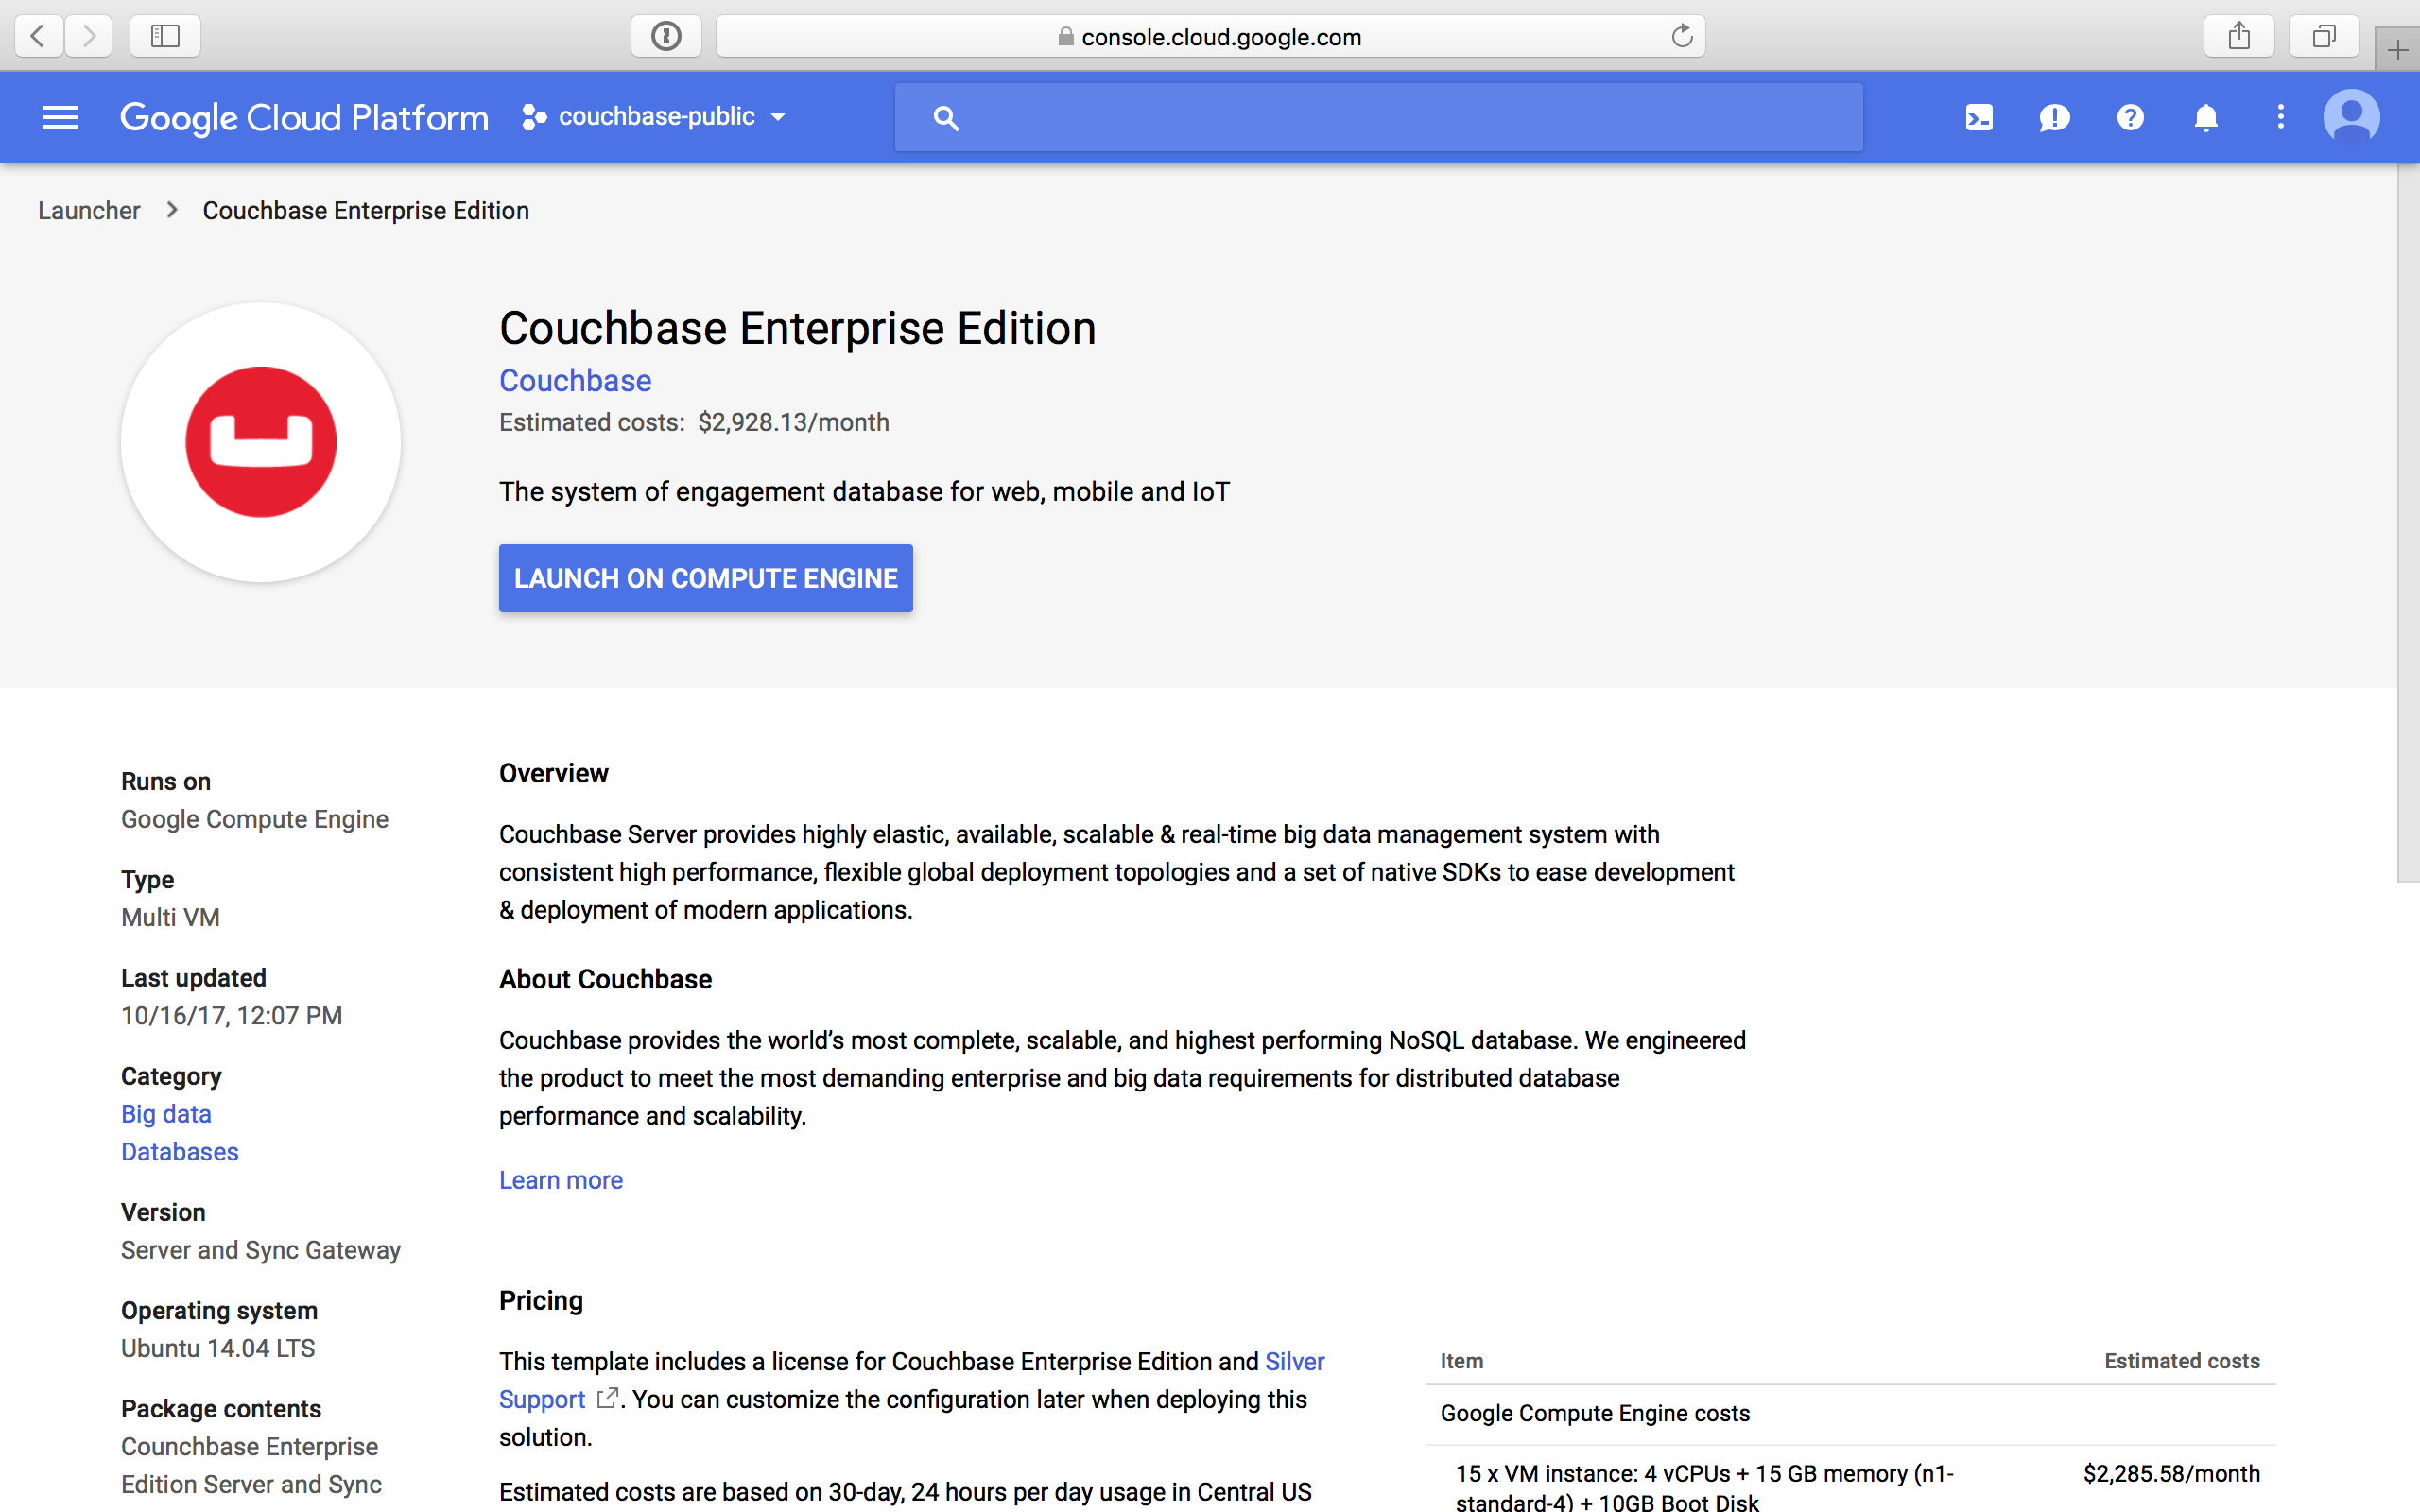 console.cloud.google.com
Google Cloud Platform
couchbase-public
Launcher
Couchbase Enterprise Edition
Couchbase Enterprise Edition
Couchbase
Estimated costs: $2,928.13/month
The system of engagement database for web, mobile and IoT
LAUNCH ON COMPUTE ENGINE
Runs on
Google Compute Engine
Type
Multi VM
Last updated
10/16/17, 12:07 PM
Category
Big data
Databases
Version
Server and Sync Gateway
Operating system
Ubuntu 14.04 LTS
Package contents
Counchbase Enterprise
Edition Server and Sync
Overview
Couchbase Server provides highly elastic, available, scalable & real-time big data management system with
consistent high performance, flexible global deployment topologies and a set of native SDKs to ease development
& deployment of modern applications.
About Couchbase
Couchbase provides the world’s most complete, scalable, and highest performing NoSQL database. We engineered
the product to meet the most demanding enterprise and big data requirements for distributed database
performance and scalability.
Learn more
Pricing
This template includes a license for Couchbase Enterprise Edition and Silver
Support . You can customize the configuration later when deploying this
solution.
Estimated costs are based on 30-day, 24 hours per day usage in Central US
Item Estimated costs
Google Compute Engine costs
15 x VM instance: 4 vCPUs + 15 GB memory (n1- $2,285.58/month
standard-4) + 10GB Boot Disk